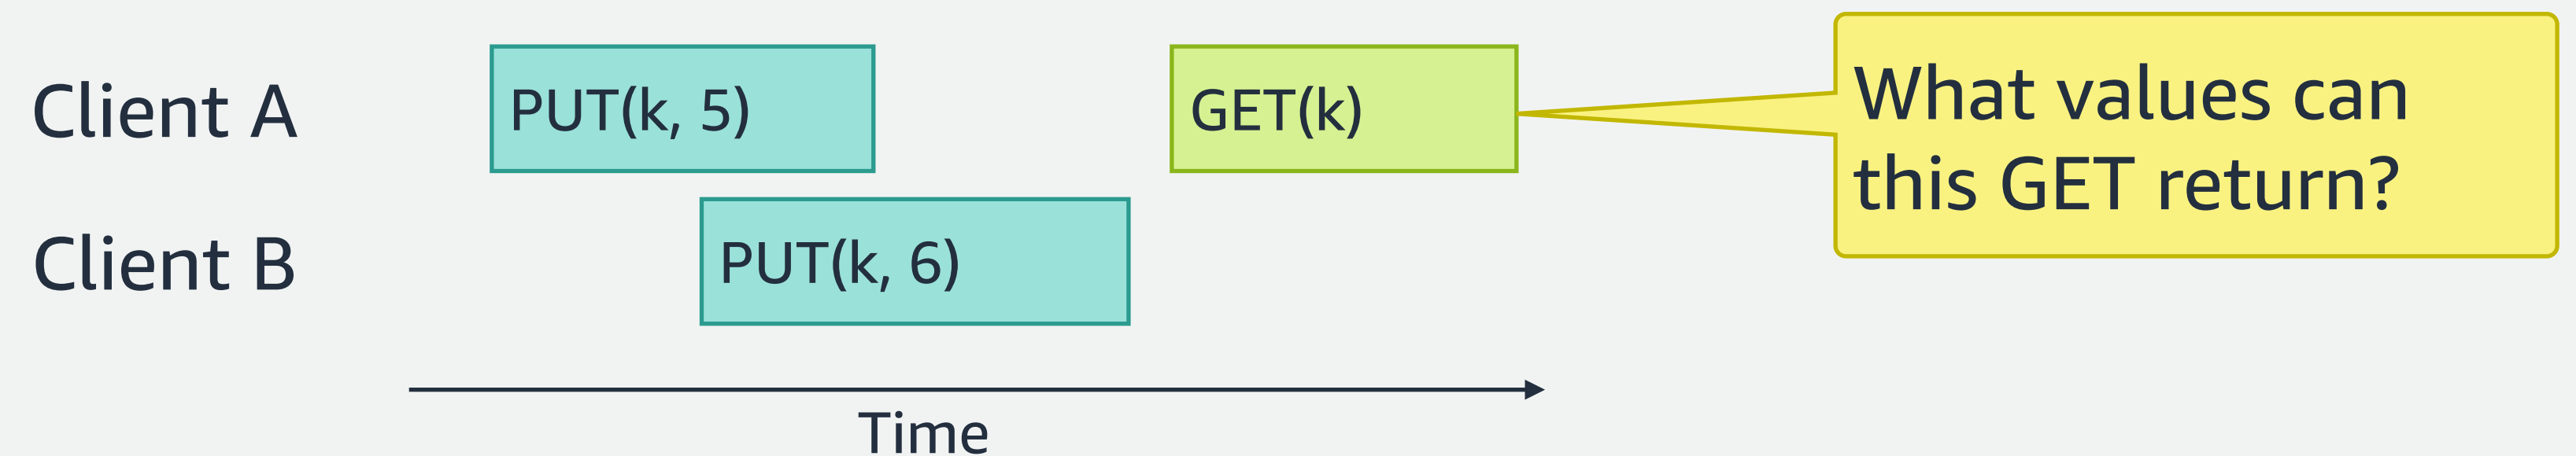 Client A
PUT(k, 5)
GET(k)
What values can
this GET return?
Client B
PUT(k, 6)
Time